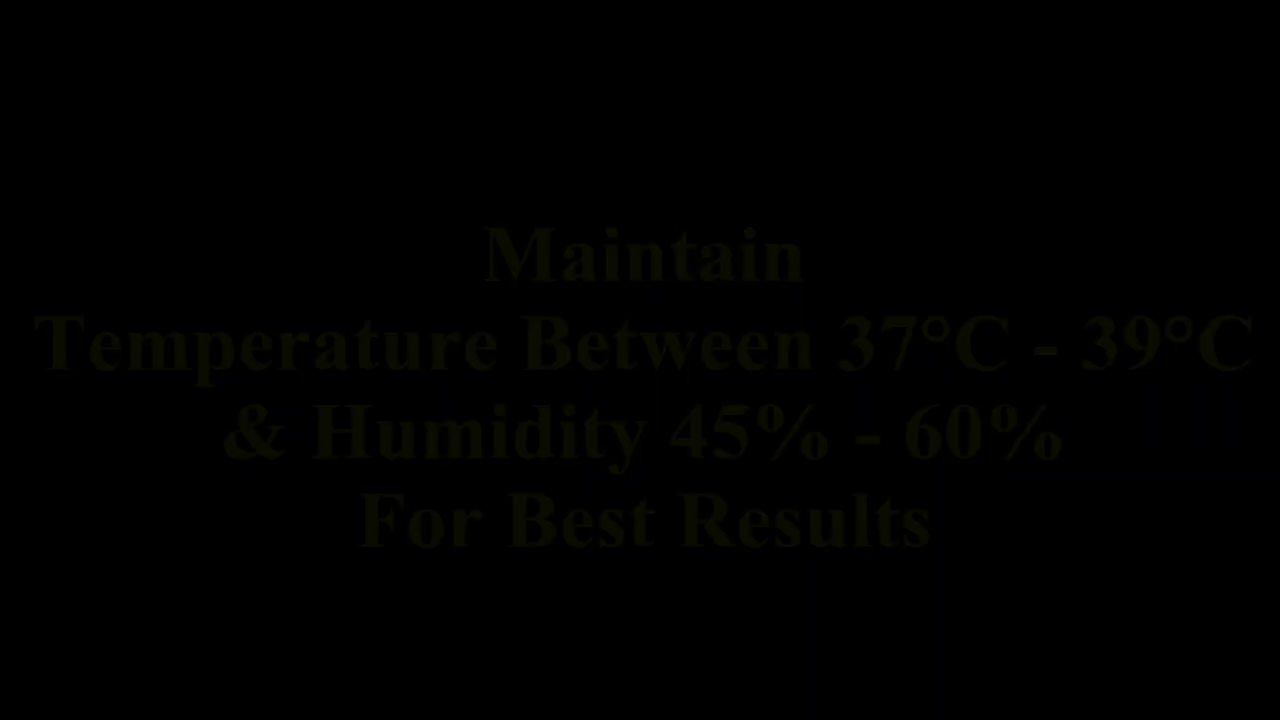 Maintain
Temperature Between 37°C - 39°C
& Humidity 45% - 60%
For Best Results